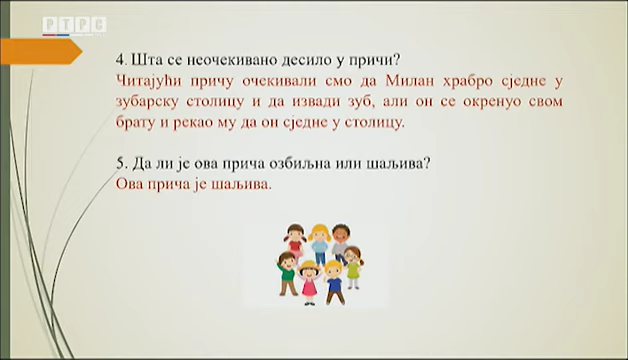 РТРС
4. Шта се неочекивано десило у причи?
Читајући причу очекивали смо да Милан храбро сједне у
зубарску столицу и да извади зуб, али он се окренуо свом
брату и рекао му да он сједне у столицу.
5. Да ли је ова прича озбиљна или шаљива?
Ова прича је шаљива.